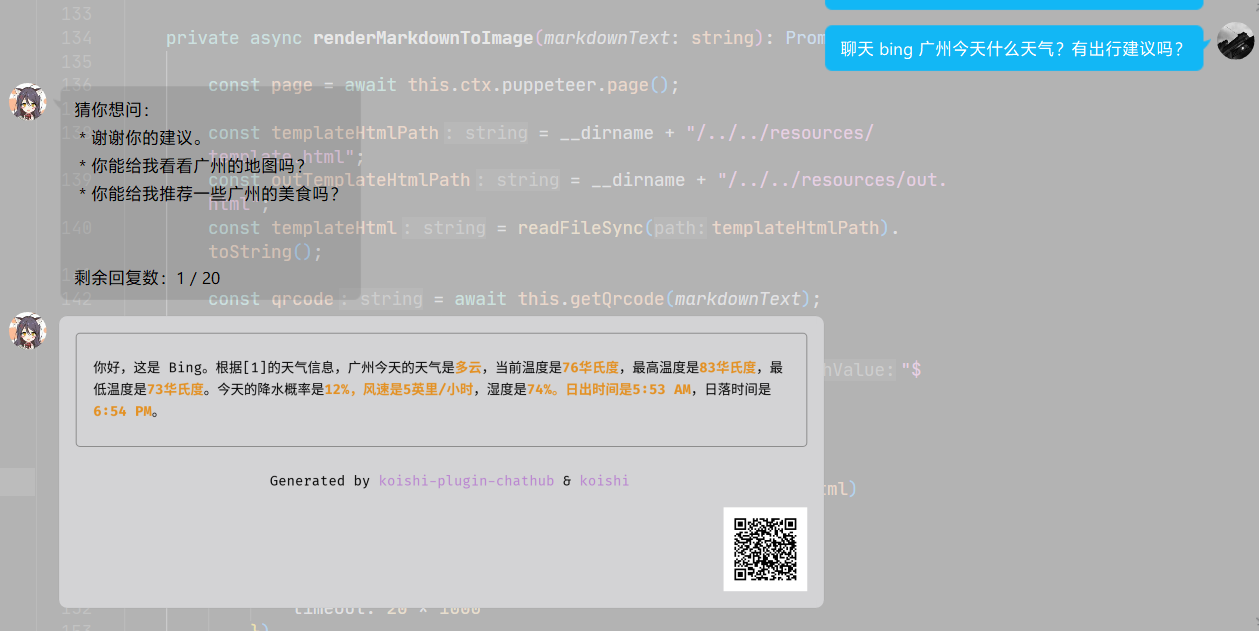 133
134 private async renderMarkdownToImage(markdownText: string): Prom
聊天 bing 广州今天什么天气？有出行建议吗？
135
136 const page = await this.ctx.puppeteer.page();
猜你想问：
const templateHtmlPath: string = __dirname + "/../../resources/
* 谢谢你的建议。
template.html";
* 你能给我看看广州的地图吗？
139 const outTemplateHtmlPath: string = __dirname + "/../../resources/out.
* 你能给我推荐一些广州的美食吗？
html";
140 const templateHtml: string = readFileSync(path: templateHtmlPath).
toString();
剩余回复数：1 / 20
142 const qrcode: string = await this.getQrcode(markdownText);
hValue: "$
你好，这是 Bing。根据[1]的天气信息，广州今天的天气是多云，当前温度是76华氏度，最高温度是83华氏度，最
低温度是73华氏度。今天的降水概率是12%，风速是5英里/小时，湿度是74%。日出时间是5:53 AM，日落时间是
6:54 PM。
Generated by koishi-plugin-chathub & koishi
ml)
152 timeout: 20 * 1000
153 })